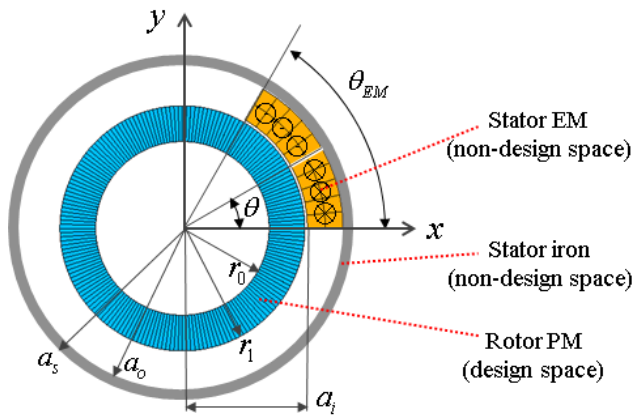 y
θ_EM
Stator EM
(non-design space)
θ
x
r_0
Stator iron
(non-design space)
r_1
Rotor PM
(design space)
a_s
a_o
a_i